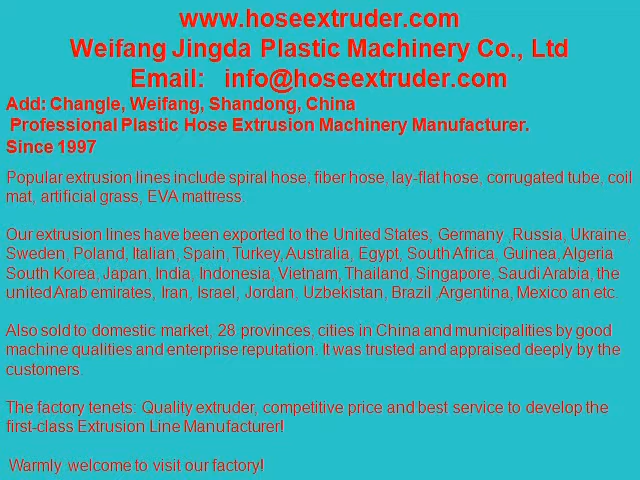 www.hoseextruder.com
Weifang Jingda Plastic Machinery Co., Ltd
Email: info@hoseextruder.com
Add: Changle, Weifang, Shandong, China
Professional Plastic Hose Extrusion Machinery Manufacturer.
Since 1997
Popular extrusion lines include spiral hose, fiber hose, lay-flat hose, corrugated tube, coil
mat, artificial grass, EVA mattress.
Our extrusion lines have been exported to the United States, Germany ,Russia, Ukraine,
Sweden, Poland, Italian, Spain, Turkey, Australia, Egypt, South Africa, Guinea, Algeria
South Korea, Japan, India, Indonesia, Vietnam, Thailand, Singapore, Saudi Arabia, the
united Arab emirates, Iran, Israel, Jordan, Uzbekistan, Brazil ,Argentina, Mexico an etc.
Also sold to domestic market, 28 provinces, cities in China and municipalities by good
machine qualities and enterprise reputation. It was trusted and appraised deeply by the
customers.
The factory tenets: Quality extruder, competitive price and best service to develop the
first-class Extrusion Line Manufacturer!
Warmly welcome to visit our factory!